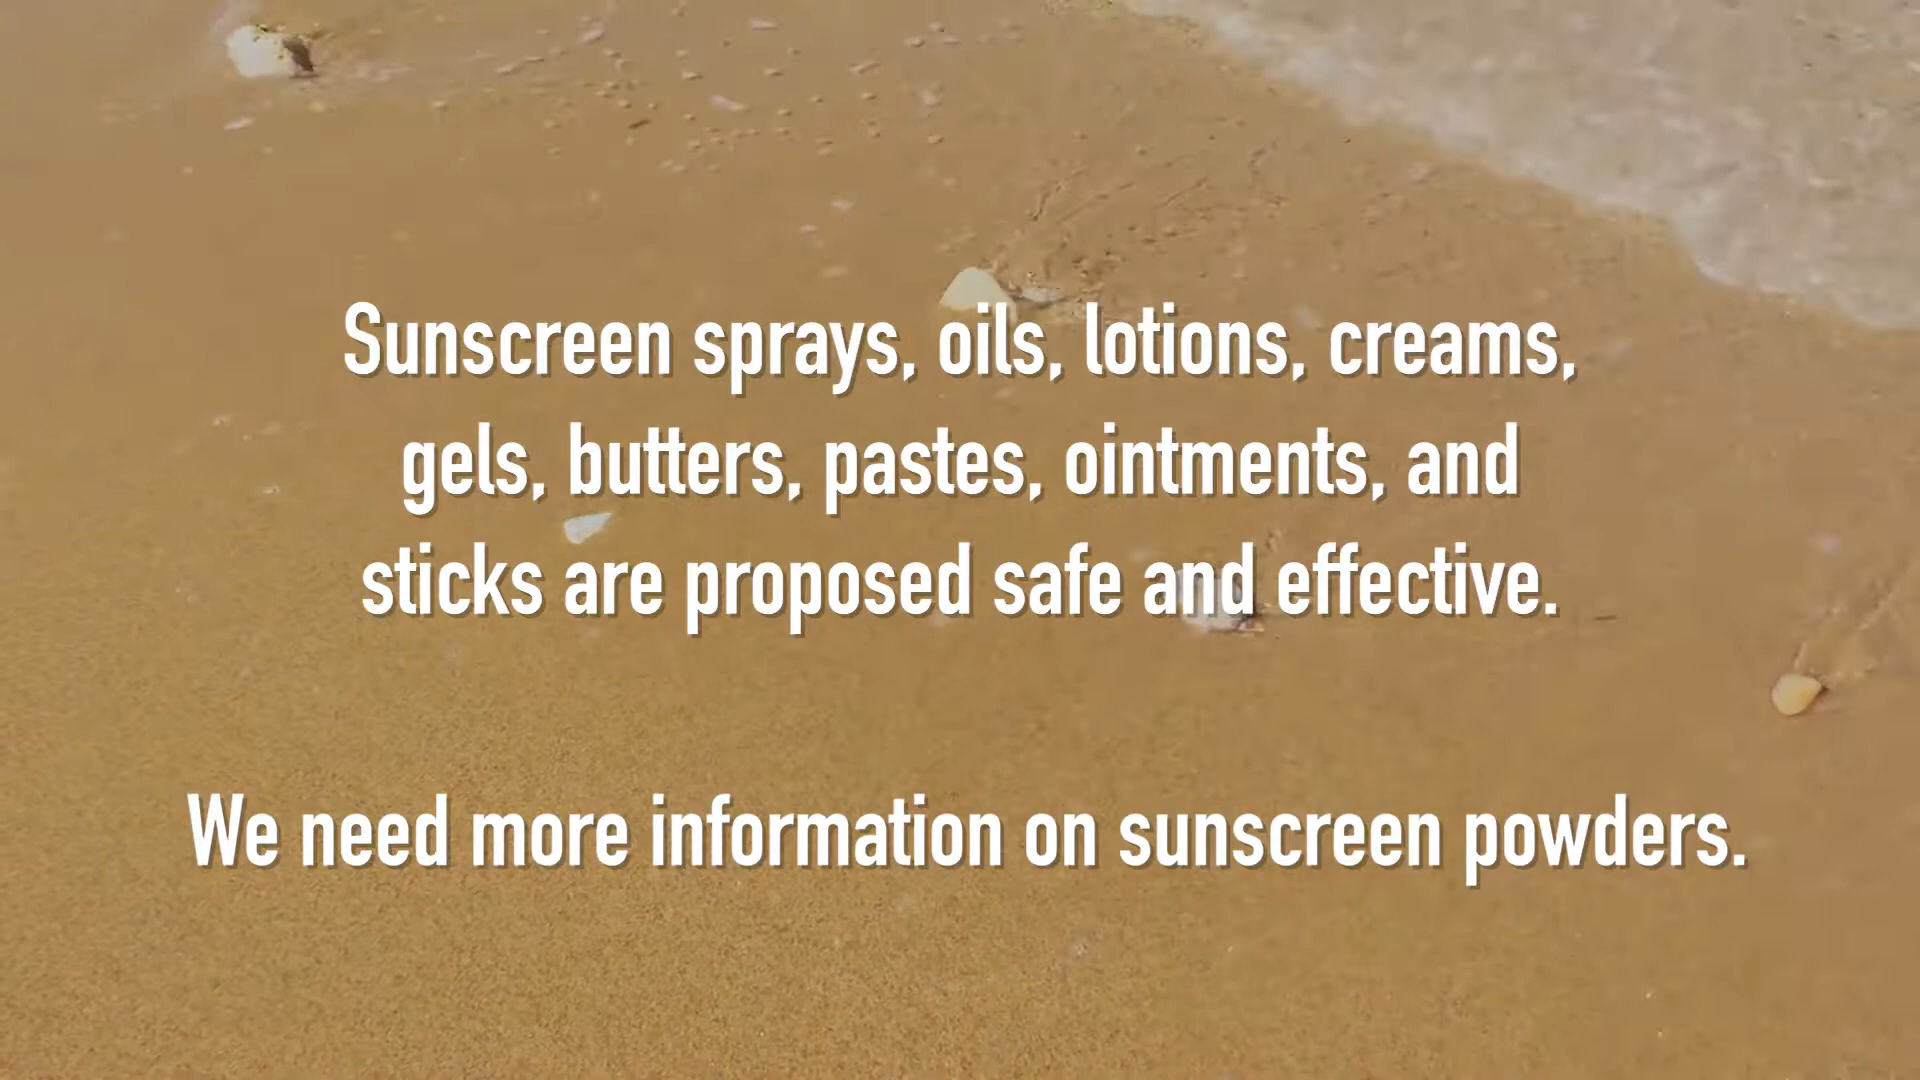 Sunscreen sprays, oils, lotions, creams,
gels, butters, pastes, ointments, and
sticks are proposed safe and effective.
We need more information on sunscreen powders.